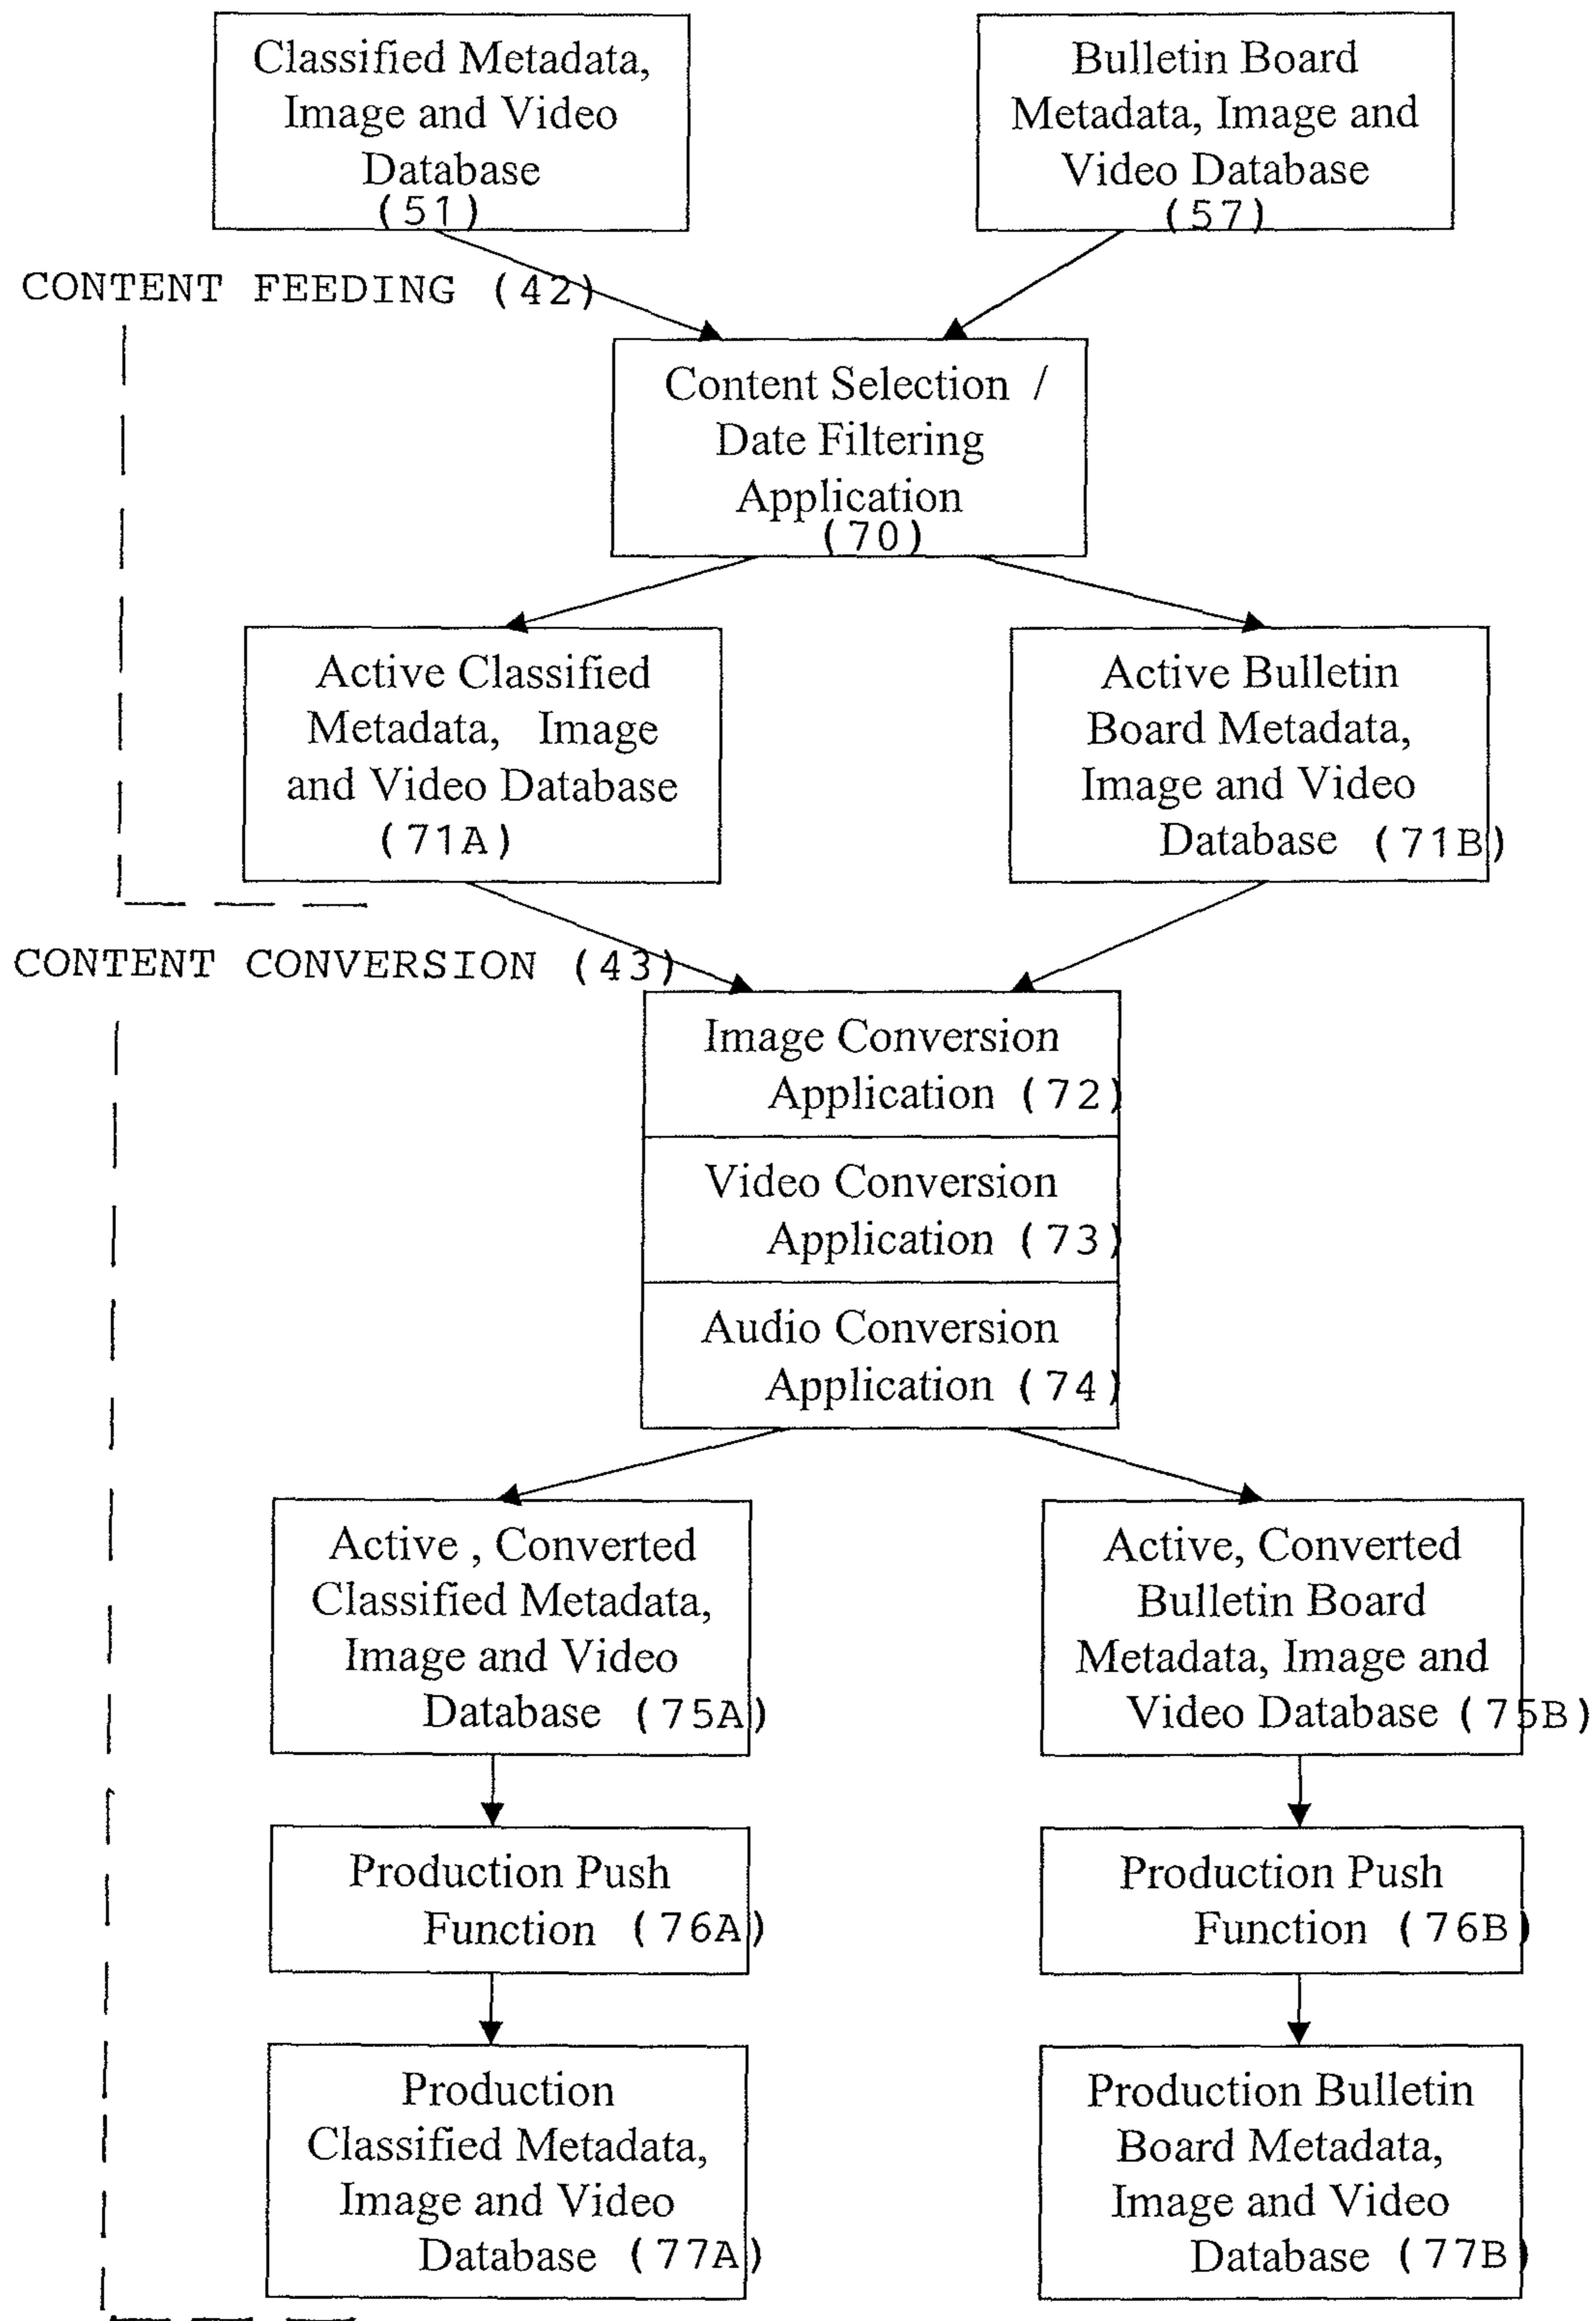 Classified Metadata,
Image and Video
Database
(51)
Bulletin Board
Metadata, Image and
Video Database
(57)
CONTENT FEEDING (42)
Content Selection /
Date Filtering
Application
(70)
Active Classified
Metadata, Image
and Video Database
(71A)
Active Bulletin
Board Metadata,
Image and Video
Database (71B)
CONTENT CONVERSION (43)
Image Conversion
Application (72)
Video Conversion
Application (73)
Audio Conversion
Application (74)
Active , Converted
Classified Metadata,
Image and Video
Database (75A)
Active, Converted
Bulletin Board
Metadata, Image and
Video Database (75B)
Production Push
Function (76A)
Production Push
Function (76B)
Production
Classified Metadata,
Image and Video
Database (77A)
Production Bulletin
Board Metadata,
Image and Video
Database (77B)